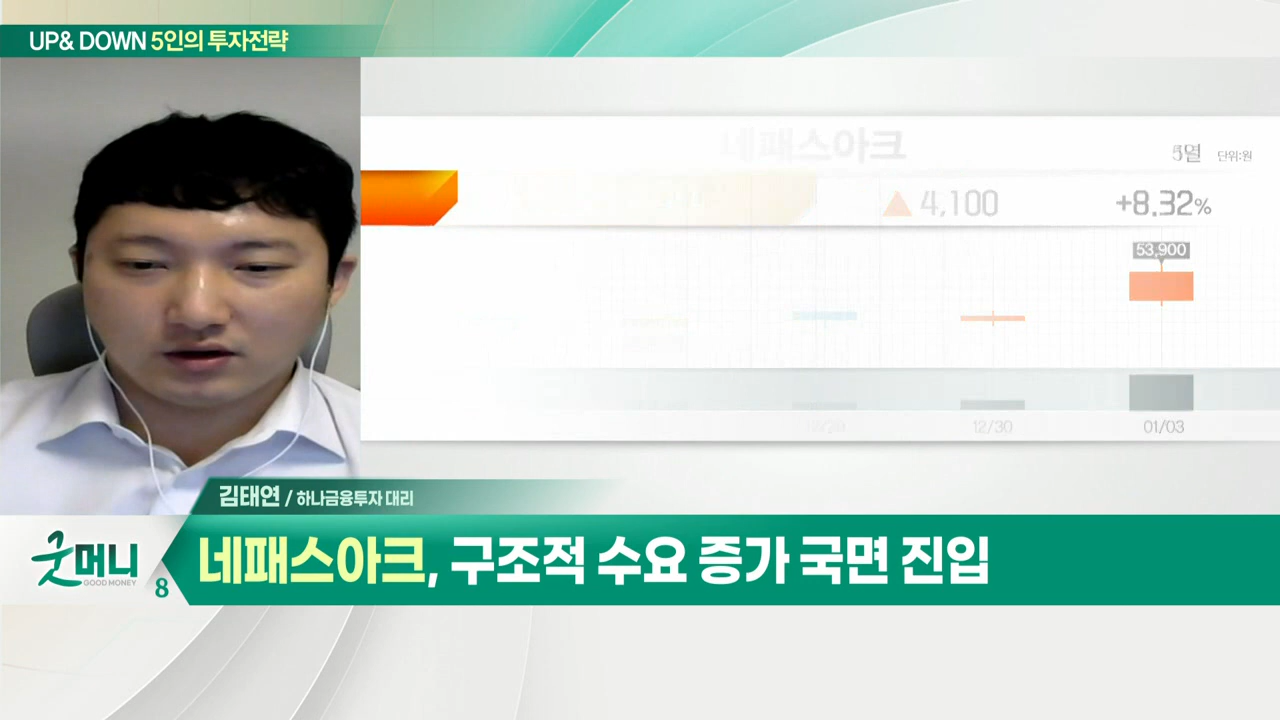 UP& DOWN 5인의 투자전략
네패스아크
단위:원
▲ 4,100
+8.32%
53,900
12/30
01/03
김태연 / 하나금융투자 대리
굿머니
GOOD MONEY
8
네패스아크, 구조적 수요 증가 국면 진입